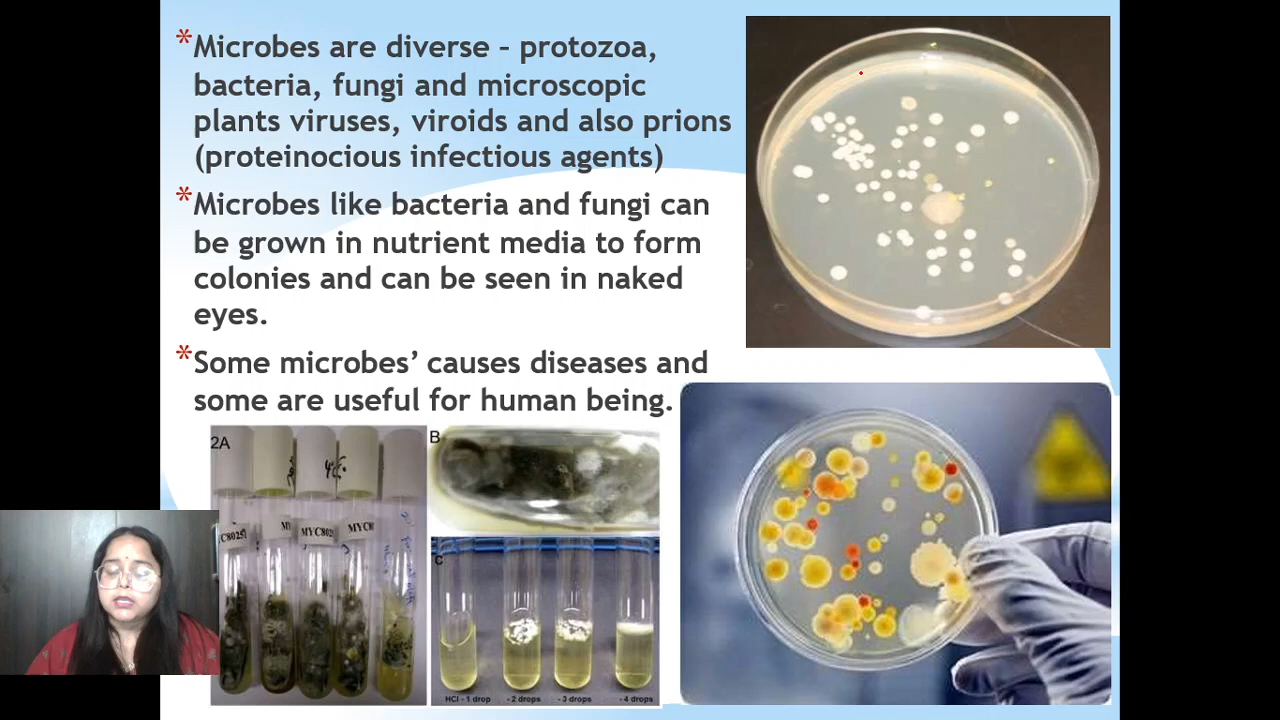 *Microbes are diverse – protozoa,
bacteria, fungi and microscopic
plants viruses, viroids and also prions
(proteinocious infectious agents)
*Microbes like bacteria and fungi can
be grown in nutrient media to form
colonies and can be seen in naked
eyes.
*Some microbes’ causes diseases and
some are useful for human being.
2A
B
C
MYC8025
HCl - 1 drop
- 2 drops
- 3 drops
- 4 drops